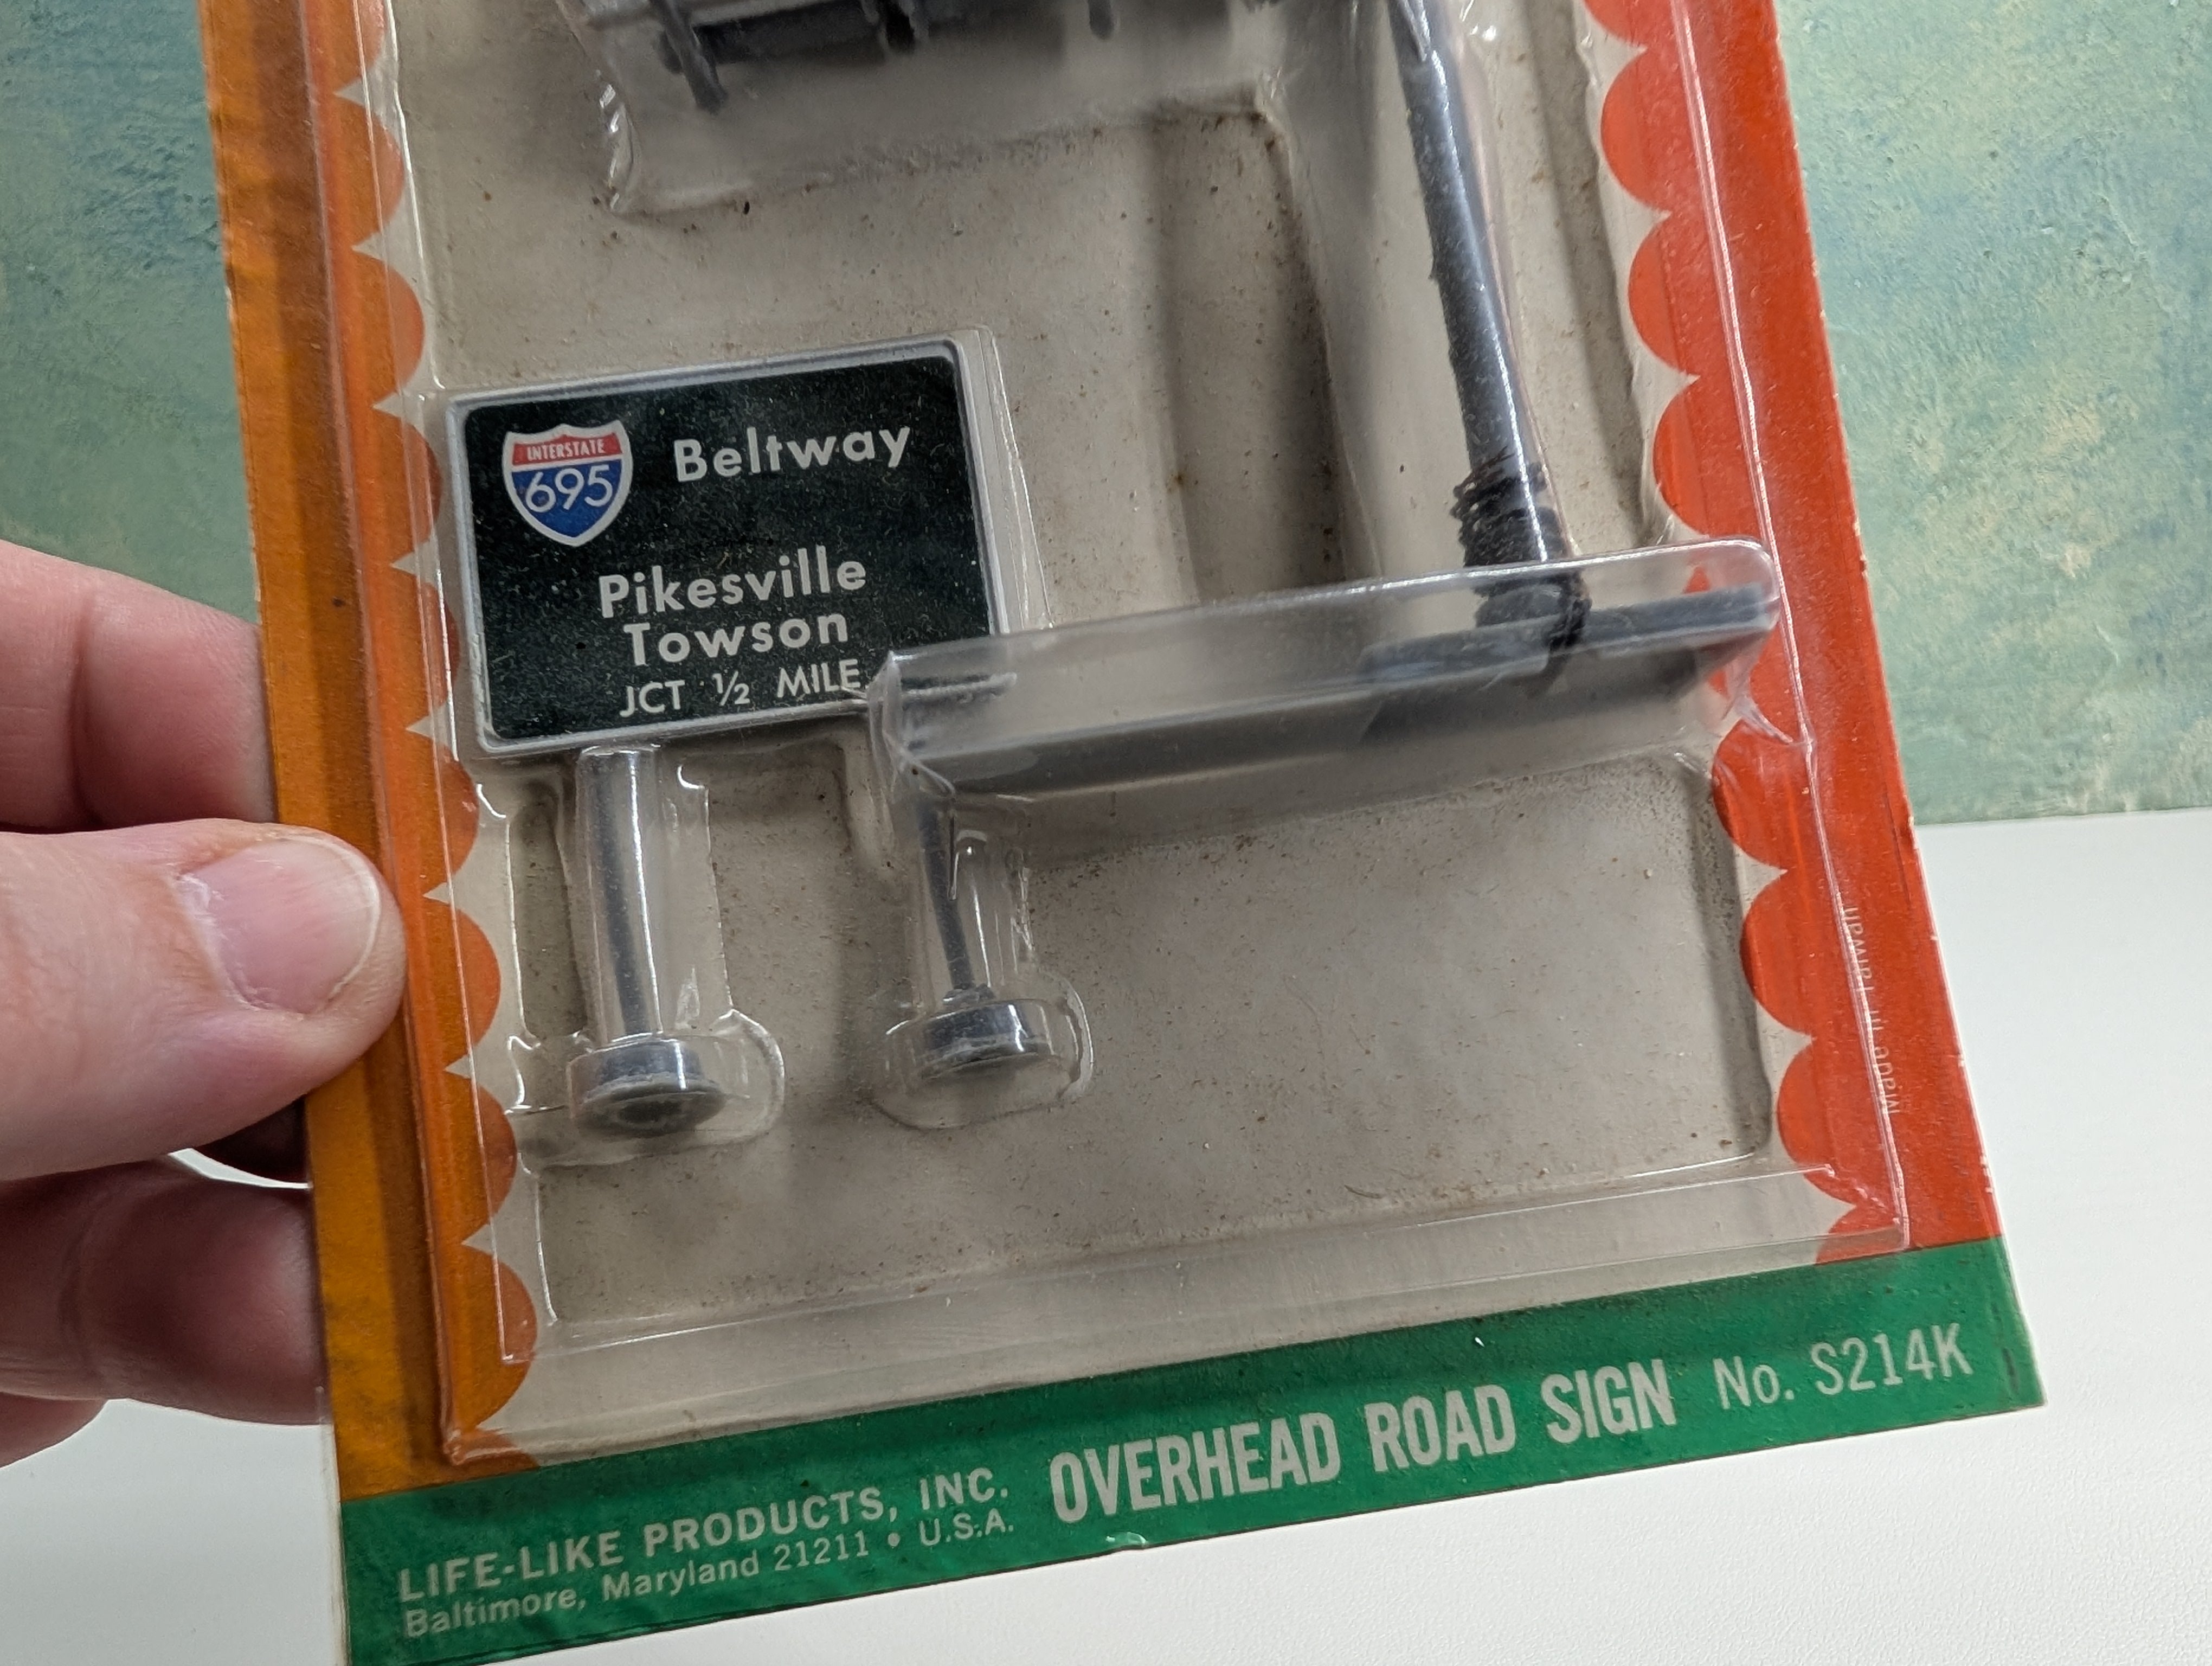 INTERSTATE
695
Beltway
Pikesville
Towson
JCT ½ MILE
OVERHEAD ROAD SIGN No. S214K
LIFE-LIKE PRODUCTS, INC.
Baltimore, Maryland 21211 • U.S.A.